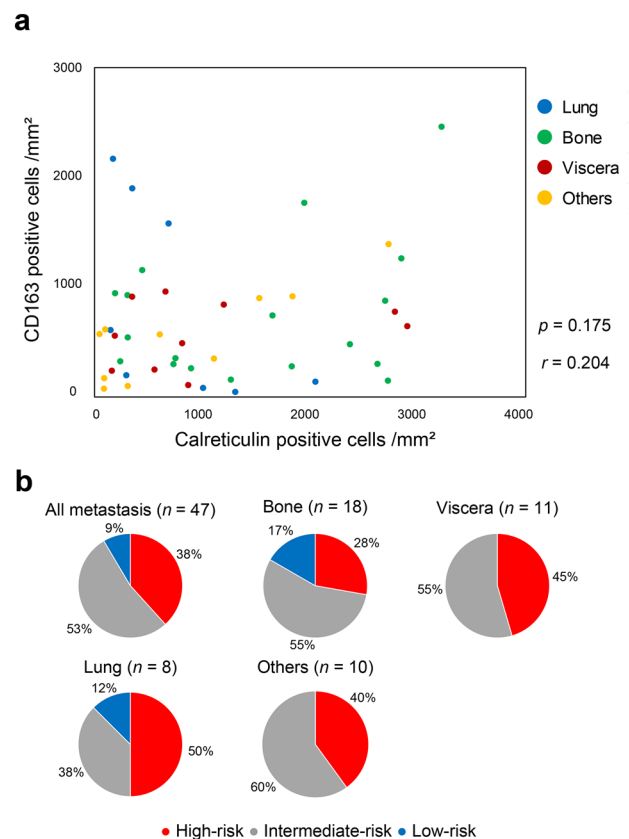 a
3000
2000
1000
0
CD163 positive cells /mm²
0 1000 2000 3000 4000
Calreticulin positive cells /mm²
Lung
Bone
Viscera
Others
p = 0.175
r = 0.204
b
All metastasis (n = 47)
9%
38%
53%
Bone (n = 18)
17%
28%
55%
Viscera (n = 11)
55%
45%
Lung (n = 8)
12%
38%
50%
Others (n = 10)
40%
60%
High-risk Intermediate-risk Low-risk